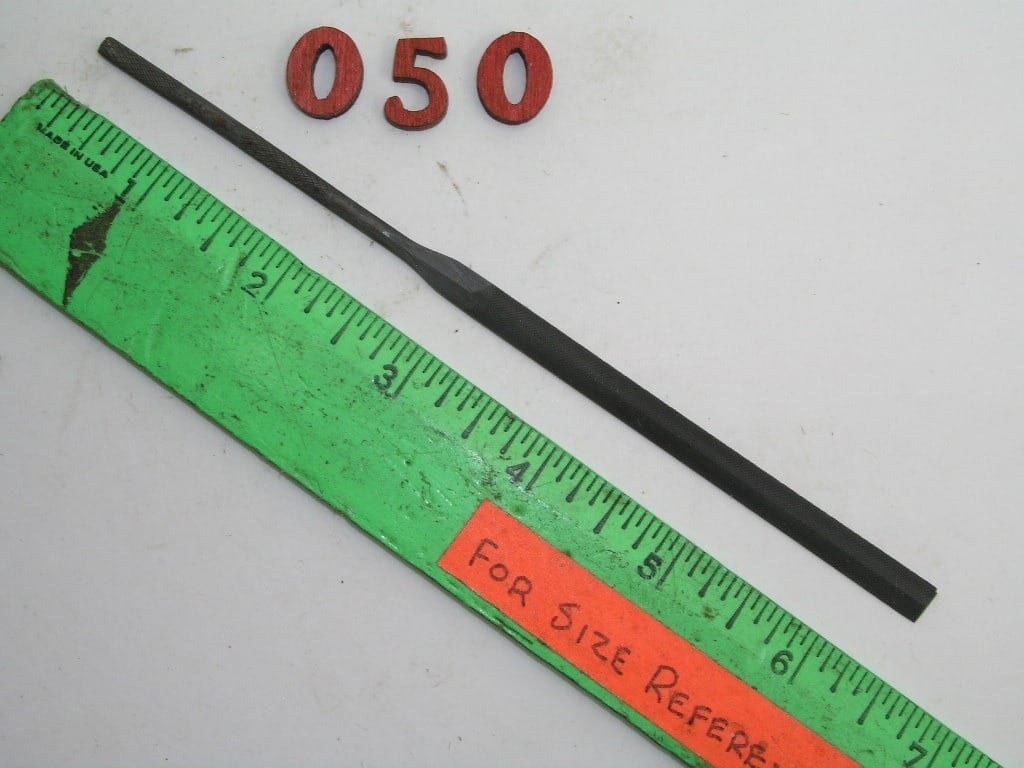 050
MADE IN USA
1 2 3 4 5 6 7
FOR SIZE REFERE